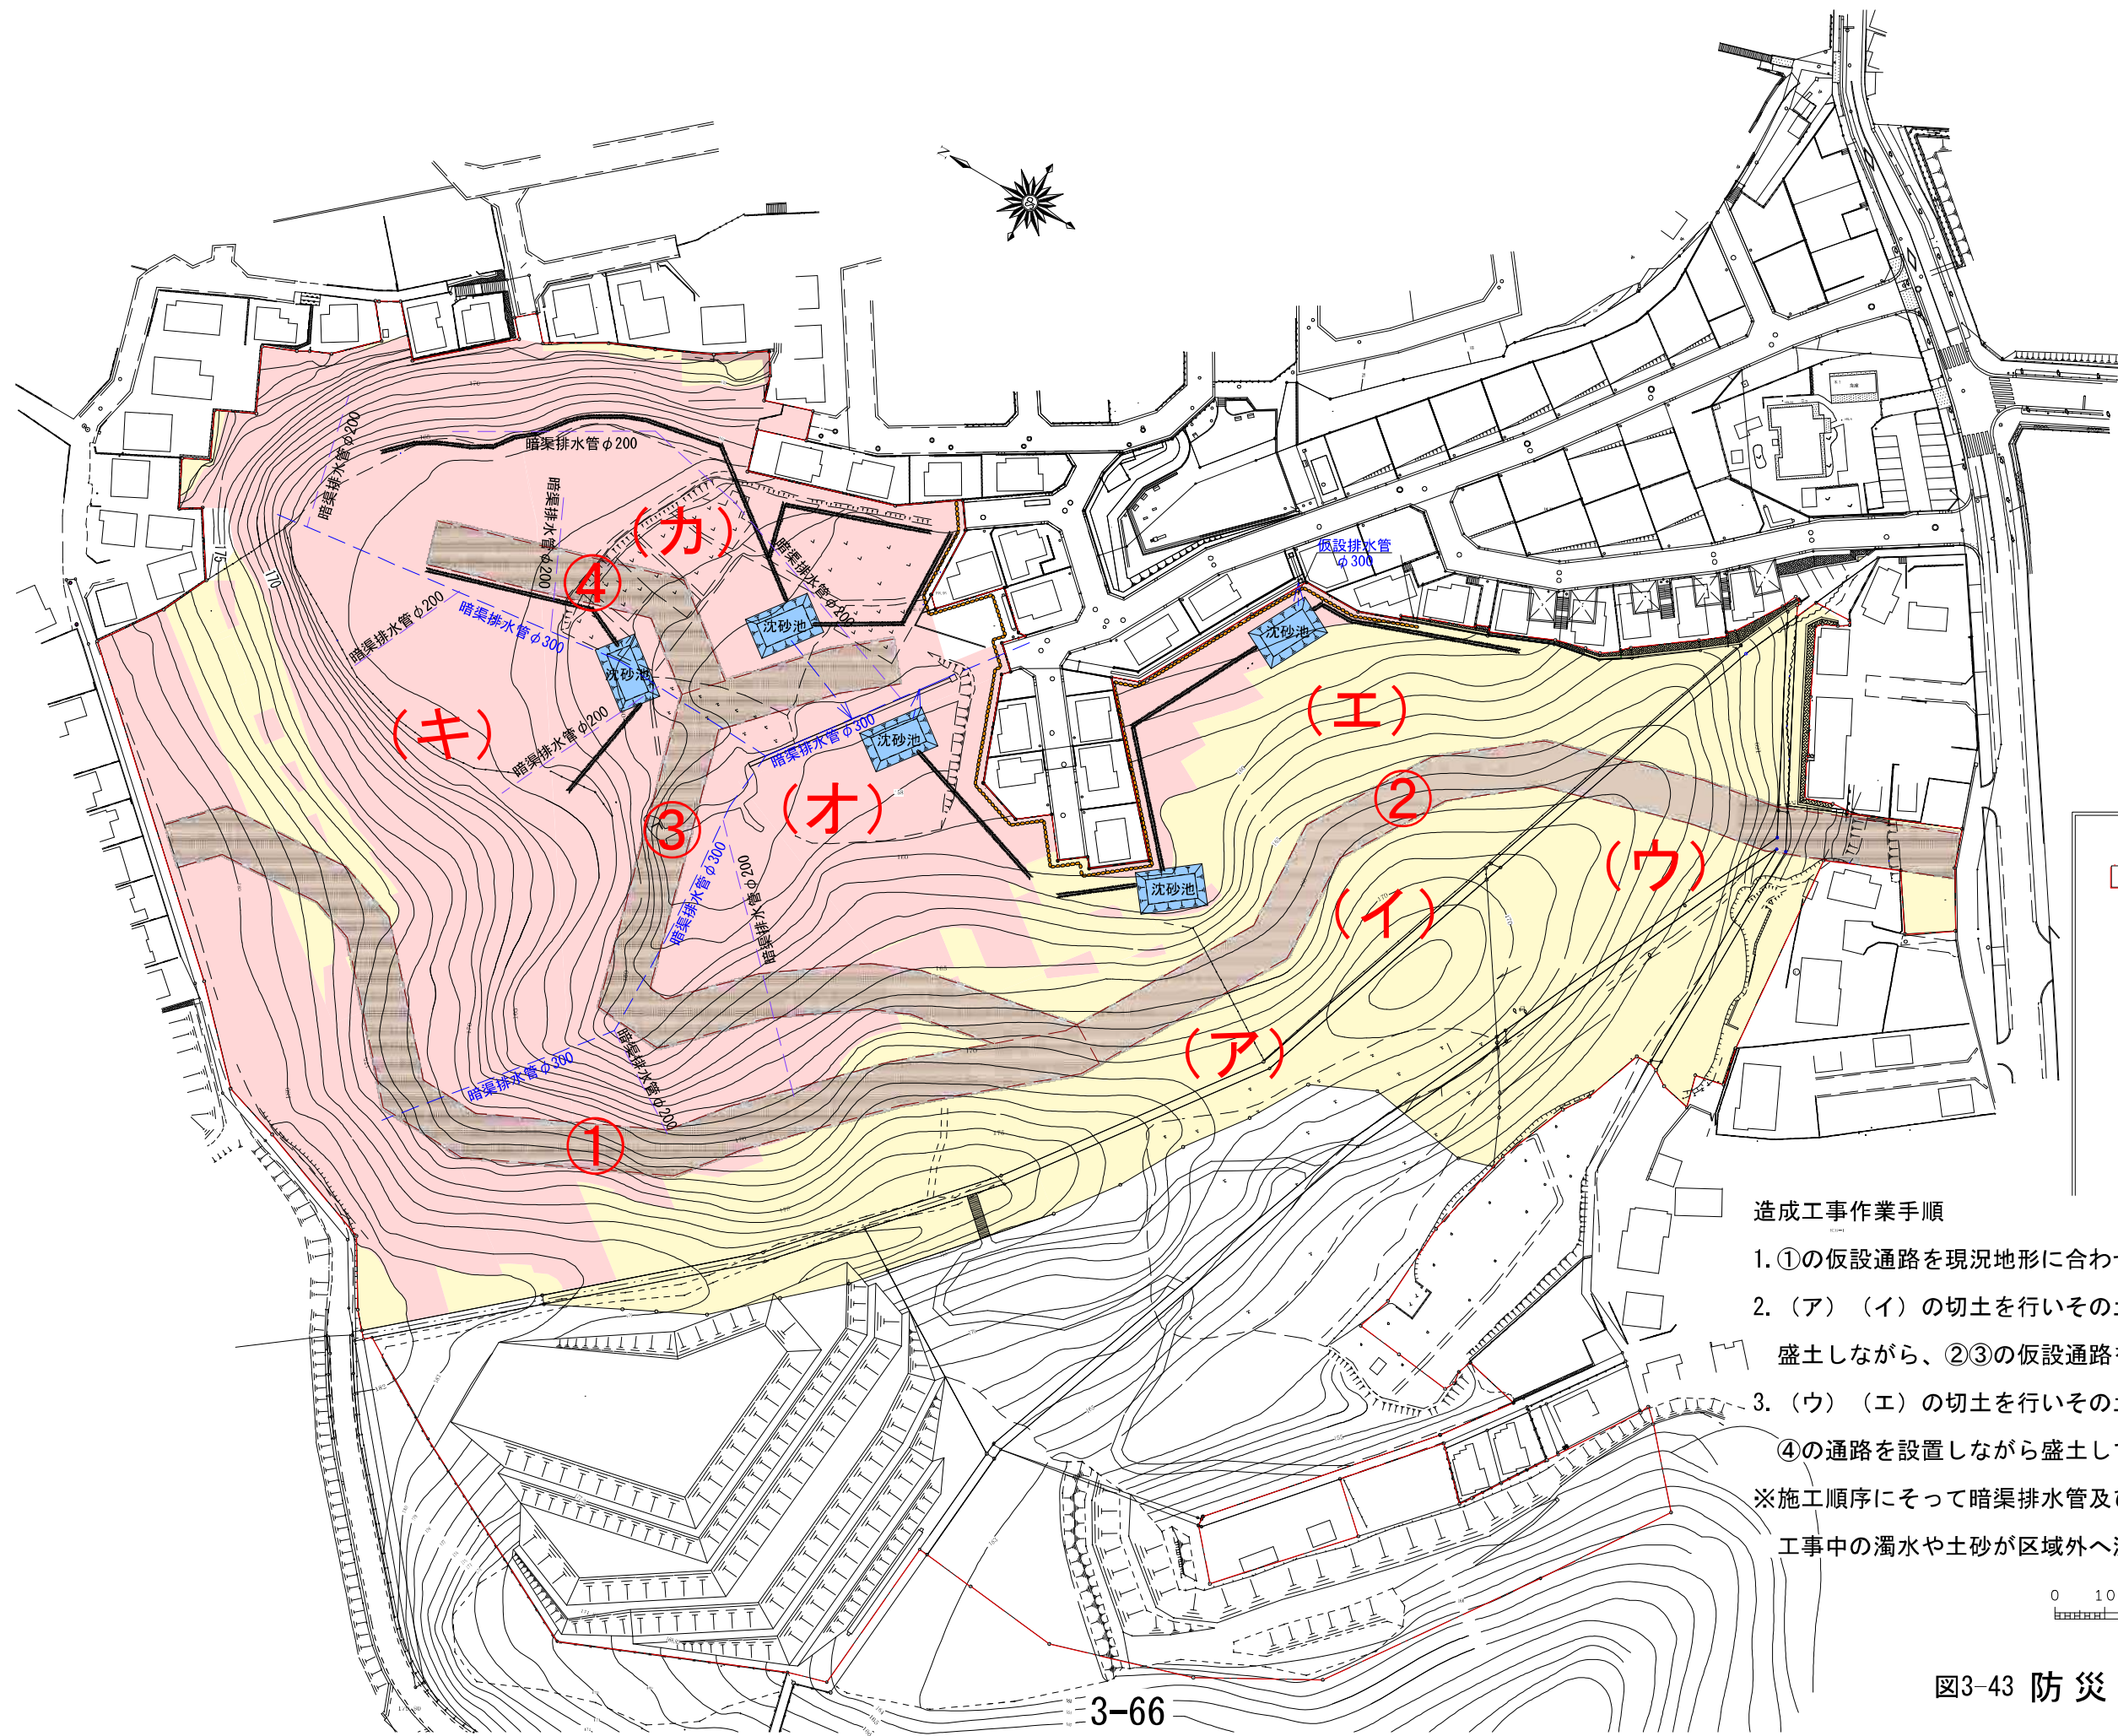 暗渠排水管φ200
暗渠排水管φ200
暗渠排水管φ200
(カ)
④
暗渠排水管φ200
仮設排水管
φ300
175
170
170
暗渠排水管φ200
暗渠排水管φ300
沈砂池
沈砂池
沈砂池
(キ)
(エ)
暗渠排水管φ200
暗渠排水管φ300
沈砂池
②
(オ)
③
(ウ)
暗渠排水管φ300
暗渠排水管φ200
沈砂池
(イ)
(ア)
暗渠排水管φ300
暗渠排水管φ200
①
造成工事作業手順
1.①の仮設通路を現況地形に合わ
2.（ア）（イ）の切土を行いその
盛土しながら、②③の仮設通路
3.（ウ）（エ）の切土を行いその
④の通路を設置しながら盛土し
※施工順序にそって暗渠排水管及
工事中の濁水や土砂が区域外へ
0 10
3-66
図3-43 防災